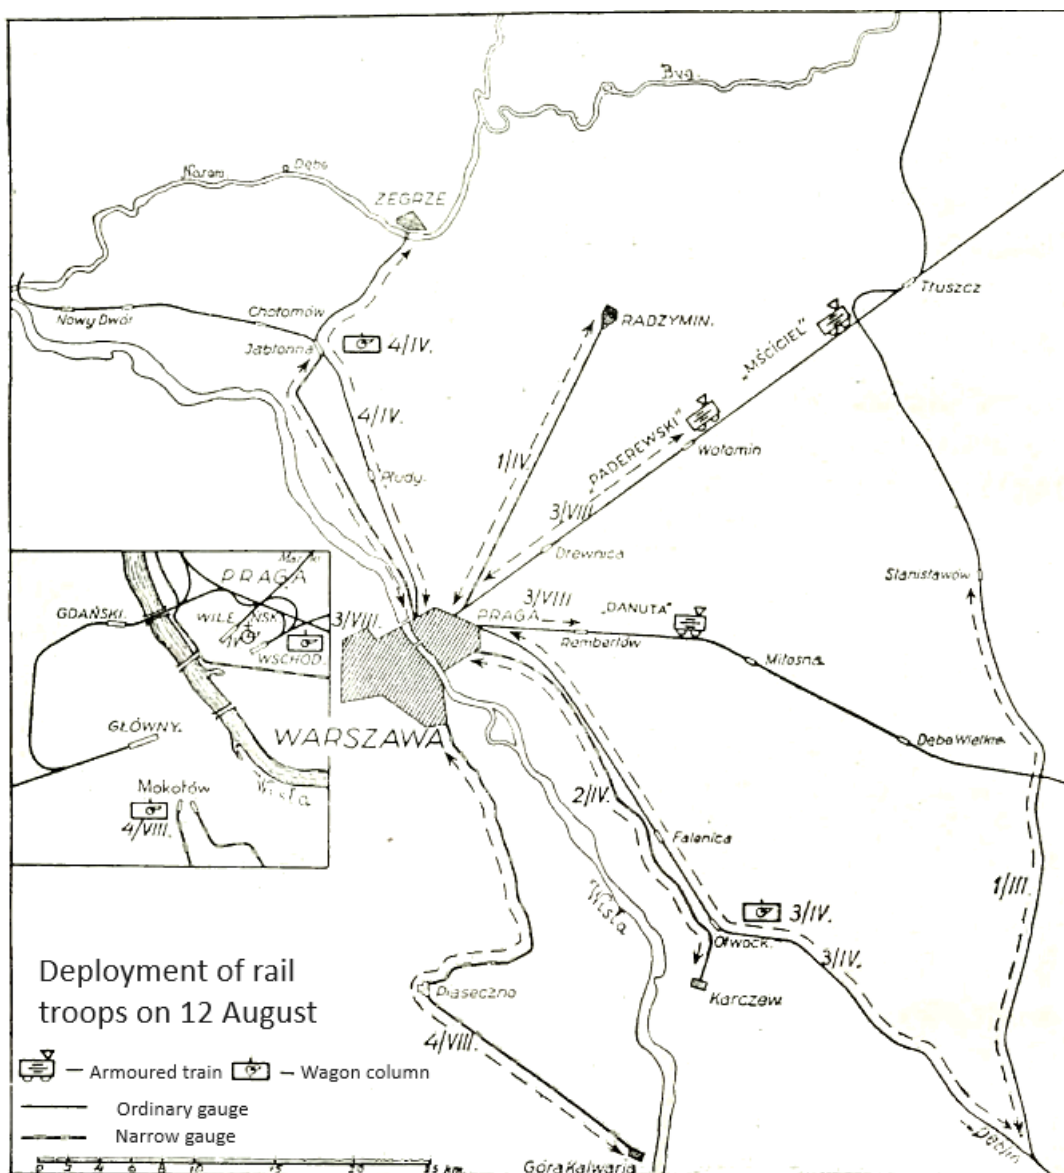 Bug.
Narew
Dębe
ZEGRZE
Tłuszcz
Nowy Dwór
Chotomów
Jabłonna
4/IV.
RADZYMIN.
„MŚCICIEL”
„PADEREWSKI”
4/IV.
Płudy.
1/IV.
Wołomin
3/VIII
Drewnica
Stanisławów
PRAGA
GDAŃSKI.
WILEŃSK.
IV
3/VIII.
WSCHOD.
3/VIII
PRAGA
„DANUTA”
Rembertów
Miłosna
Dębe Wielkie
WARSZAWA
GŁÓWNY.
Wisła
Mokotów
4/VIII.
2/IV.
Falenica
1/III.
Wisła
3/IV.
Otwock.
3/IV.
Karczew.
Deployment of rail
troops on 12 August
Piaseczno
4/VIII.
— Armoured train
— Wagon column
Ordinary gauge
Narrow gauge
Dęblin
Góra Kalwaria